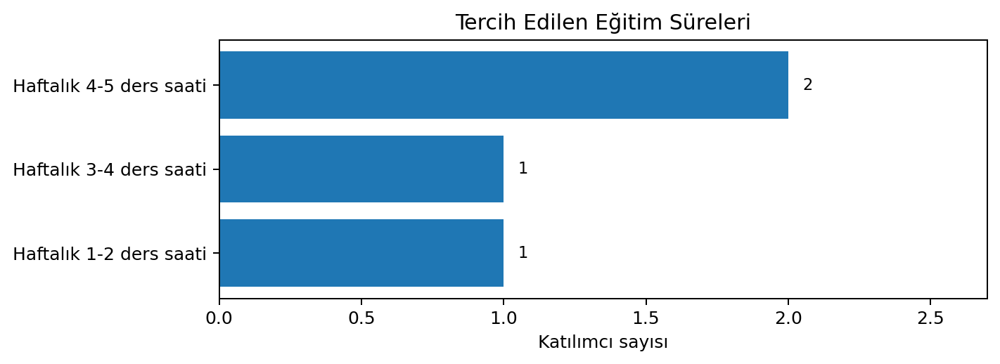 Tercih Edilen Eğitim Süreleri
Haftalık 4-5 ders saati
2
Haftalık 3-4 ders saati
1
Haftalık 1-2 ders saati
1
0.0 0.5 1.0 1.5 2.0 2.5
Katılımcı sayısı